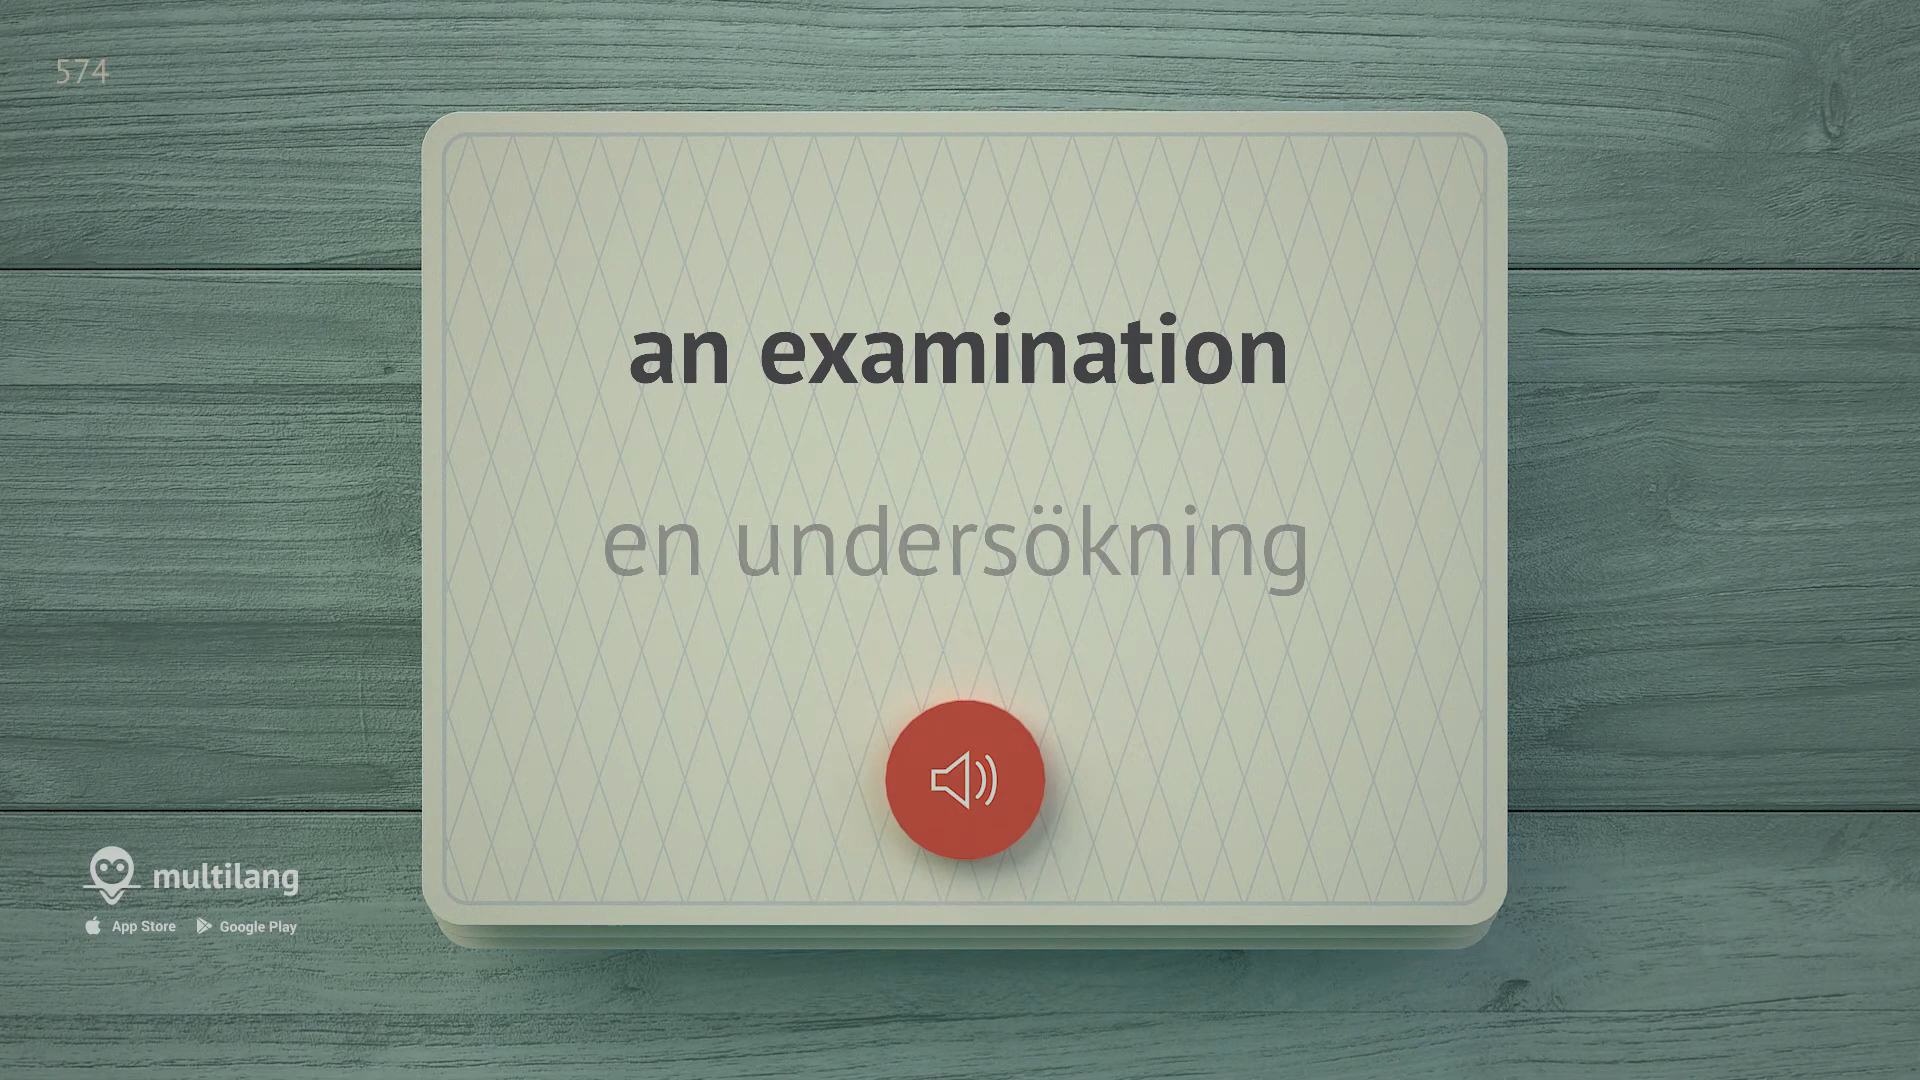 574
an examination
en undersökning
multilang
App Store Google Play